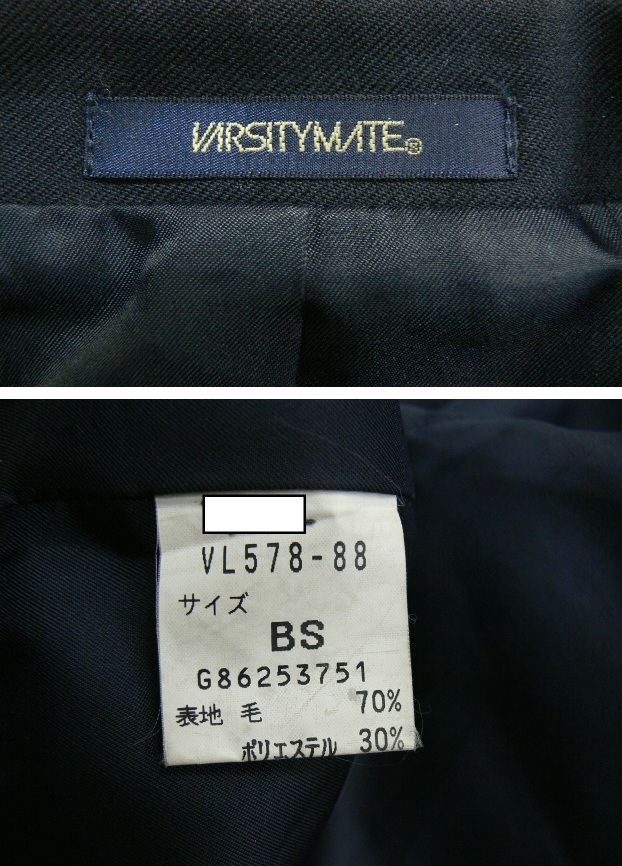 VARSITYMATE®
VL578-88
サイズ
BS
G86253751
表地 毛 70%
ポリエステル 30%